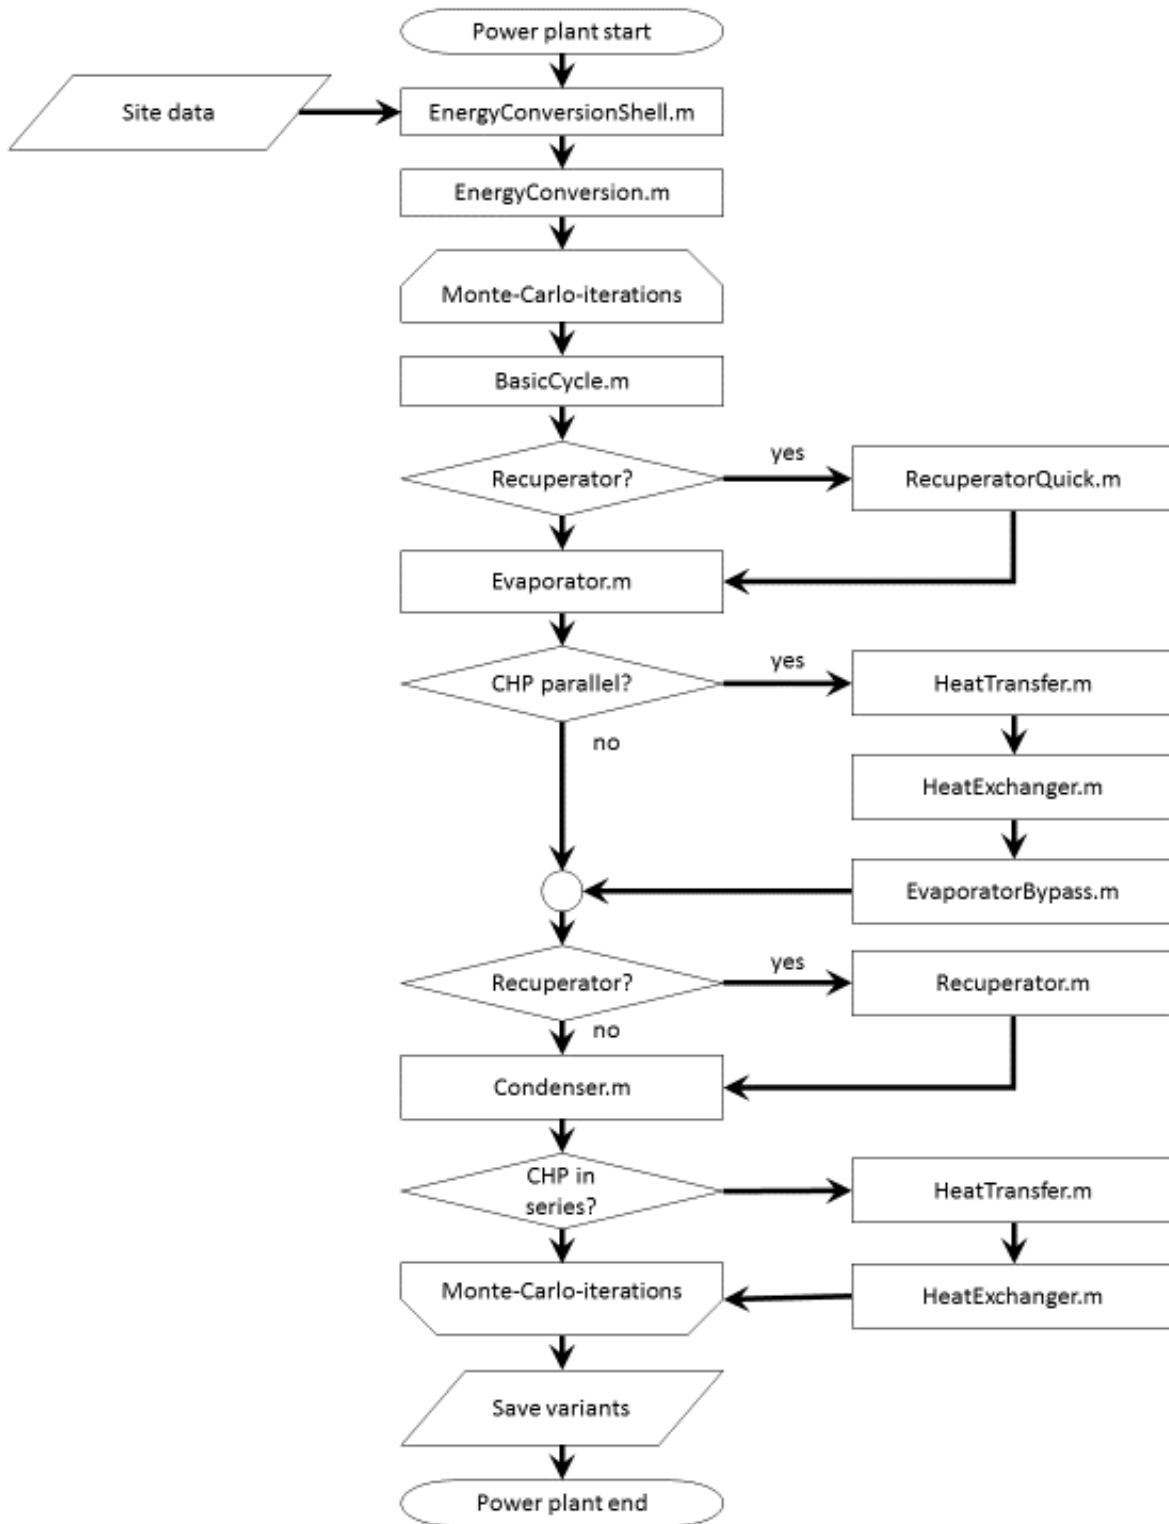 Power plant start
Site data
EnergyConversionShell.m
EnergyConversion.m
Monte-Carlo-iterations
BasicCycle.m
Recuperator?
yes
RecuperatorQuick.m
Evaporator.m
CHP parallel?
yes
HeatTransfer.m
no
HeatExchanger.m
EvaporatorBypass.m
Recuperator?
yes
Recuperator.m
no
Condenser.m
CHP in
series?
HeatTransfer.m
Monte-Carlo-iterations
HeatExchanger.m
Save variants
Power plant end